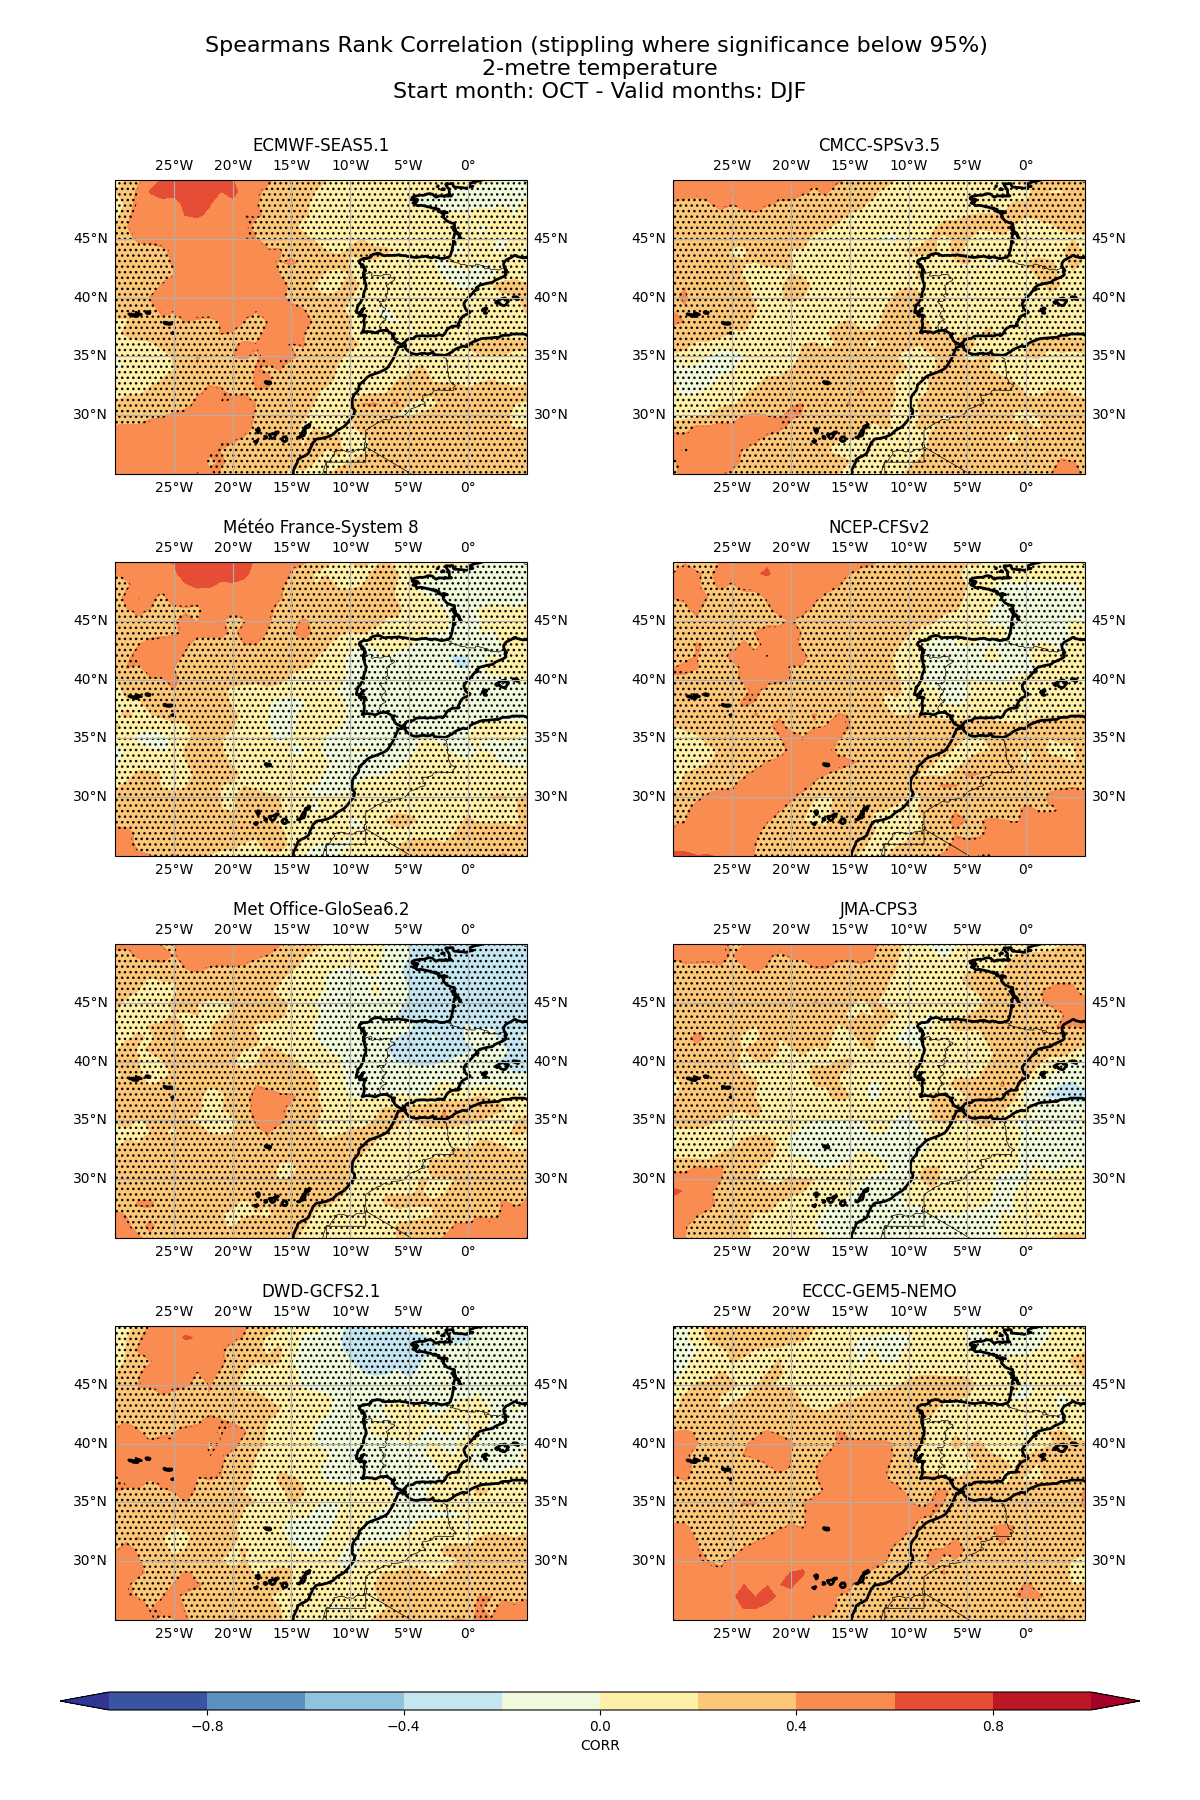 Spearmans Rank Correlation (stippling where significance below 95%)
2-metre temperature
Start month: OCT - Valid months: DJF
ECMWF-SEAS5.1
CMCC-SPSv3.5
25°W 20°W 15°W 10°W 5°W 0°
25°W 20°W 15°W 10°W 5°W 0°
45°N 45°N 45°N 45°N
40°N 40°N 40°N 40°N
35°N 35°N 35°N 35°N
30°N 30°N 30°N 30°N
25°W 20°W 15°W 10°W 5°W 0°
25°W 20°W 15°W 10°W 5°W 0°
Météo France-System 8
NCEP-CFSv2
25°W 20°W 15°W 10°W 5°W 0°
25°W 20°W 15°W 10°W 5°W 0°
45°N 45°N 45°N 45°N
40°N 40°N 40°N 40°N
35°N 35°N 35°N 35°N
30°N 30°N 30°N 30°N
25°W 20°W 15°W 10°W 5°W 0°
25°W 20°W 15°W 10°W 5°W 0°
Met Office-GloSea6.2
JMA-CPS3
25°W 20°W 15°W 10°W 5°W 0°
25°W 20°W 15°W 10°W 5°W 0°
45°N 45°N 45°N 45°N
40°N 40°N 40°N 40°N
35°N 35°N 35°N 35°N
30°N 30°N 30°N 30°N
25°W 20°W 15°W 10°W 5°W 0°
25°W 20°W 15°W 10°W 5°W 0°
DWD-GCFS2.1
ECCC-GEM5-NEMO
25°W 20°W 15°W 10°W 5°W 0°
25°W 20°W 15°W 10°W 5°W 0°
45°N 45°N 45°N 45°N
40°N 40°N 40°N 40°N
35°N 35°N 35°N 35°N
30°N 30°N 30°N 30°N
25°W 20°W 15°W 10°W 5°W 0°
25°W 20°W 15°W 10°W 5°W 0°
−0.8 −0.4 0.0 0.4 0.8
CORR